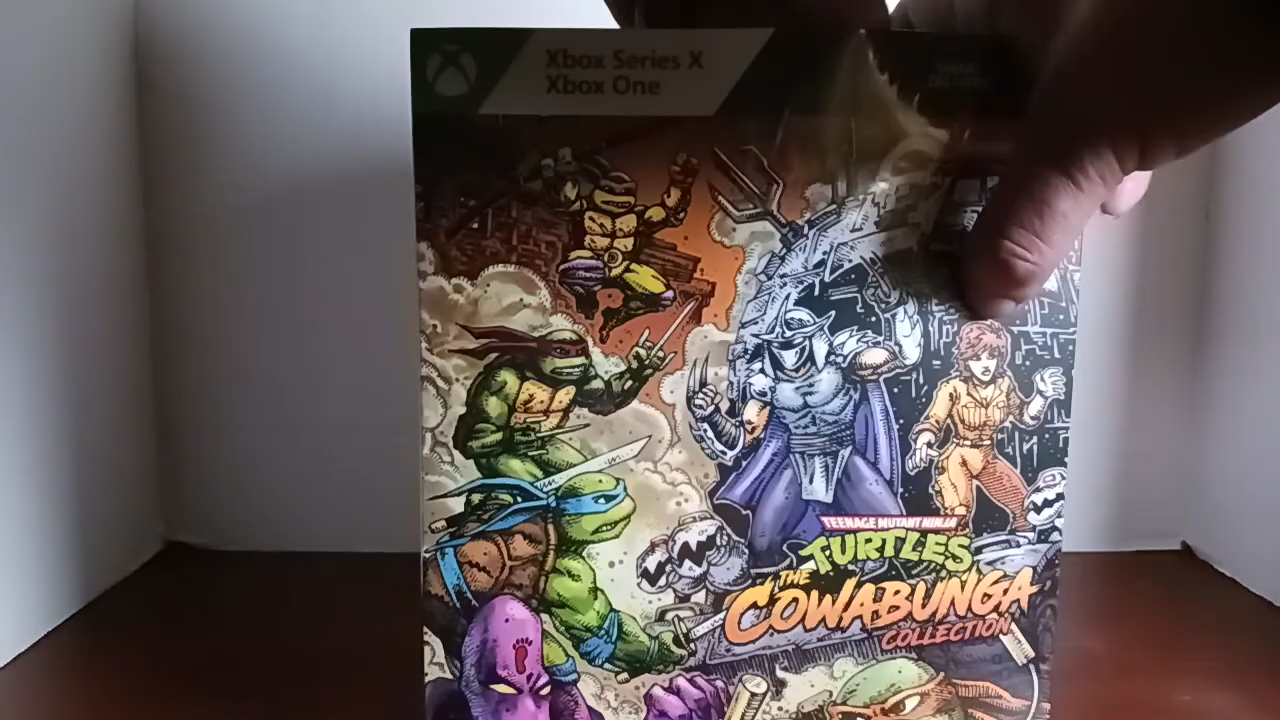 Xbox Series X
Xbox One
TEENAGE MUTANT NINJA
TURTLES
THE
COWABUNGA
COLLECTION